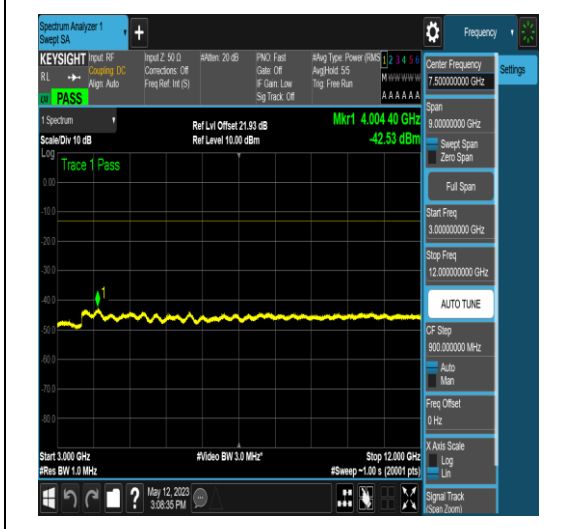 Spectrum Analyzer 1
Swept SA
Frequency
KEYSIGHT
RL
PASS
Input: RF
Coupling: DC
Align: Auto
Input Z: 50 Ω
Corrections: Off
Freq Ref: Int (S)
#Atten: 20 dB
PNO: Fast
Gate: Off
IF Gain: Low
Sig Track: Off
#Avg Type: Power (RMS
Avg|Hold: 5/5
Trig: Free Run
1 2 3 4 5 6
M W W W W W
A A A A A A
Center Frequency
7.500000000 GHz
Settings
Span
9.00000000 GHz
Swept Span
Zero Span
Full Span
Start Freq
3.000000000 GHz
Stop Freq
12.000000000 GHz
AUTO TUNE
CF Step
900.000000 MHz
Auto
Man
Freq Offset
0 Hz
X Axis Scale
Log
Lin
Signal Track
(Span Zoom)
1 Spectrum
Scale/Div 10 dB
Ref Lvl Offset 21.93 dB
Ref Level 10.00 dBm
Mkr1 4.004 40 GHz
-42.53 dBm
Log
Trace 1 Pass
0.00
-10.0
-20.0
-30.0
-40.0
1
-50.0
-60.0
-70.0
-80.0
Start 3.000 GHz
#Res BW 1.0 MHz
#Video BW 3.0 MHz*
Stop 12.000 GHz
#Sweep ~1.00 s (20001 pts)
?
May 12, 2023
3:08:35 PM